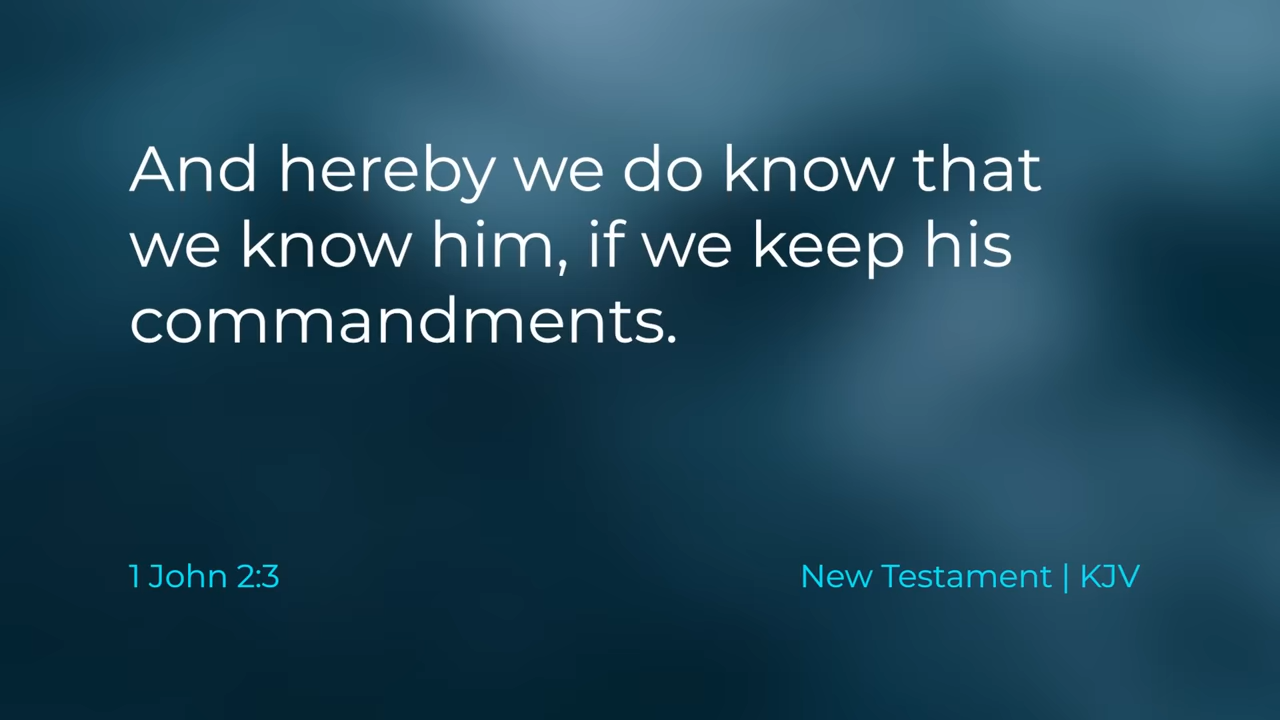 And hereby we do know that
we know him, if we keep his
commandments.
1 John 2:3
New Testament | KJV